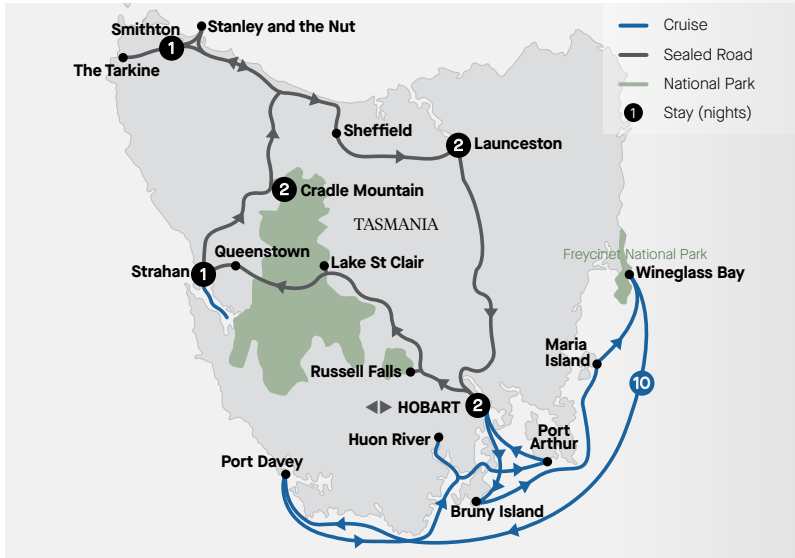 Smithton
1
Stanley and the Nut
The Tarkine
Cruise
Sealed Road
National Park
1 Stay (nights)
Sheffield
2 Launceston
2 Cradle Mountain
TASMANIA
Queenstown
Strahan 1
Lake St Clair
Freycinet National Park
Wineglass Bay
Maria
Island
Russell Falls
10
HOBART 2
Huon River
Port
Arthur
Port Davey
Bruny Island